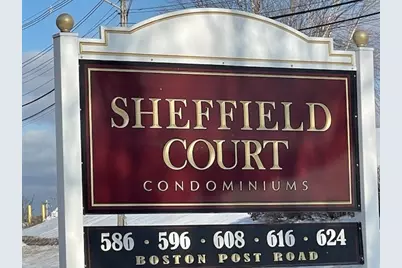 SHEFFIELD
COURT
CONDOMINIUMS
586 · 596 · 608 · 616 · 624
BOSTON POST ROAD